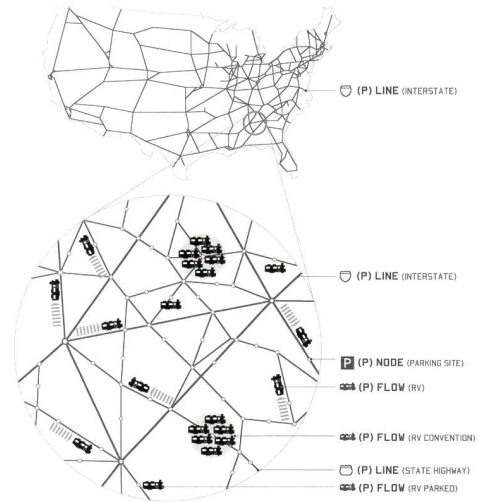 (P) LINE (INTERSTATE)
(P) LINE (INTERSTATE)
P (P) NODE (PARKING SITE)
(P) FLOW (RV)
(P) FLOW (RV CONVENTION)
(P) LINE (STATE HIGHWAY)
(P) FLOW (RV PARKED)